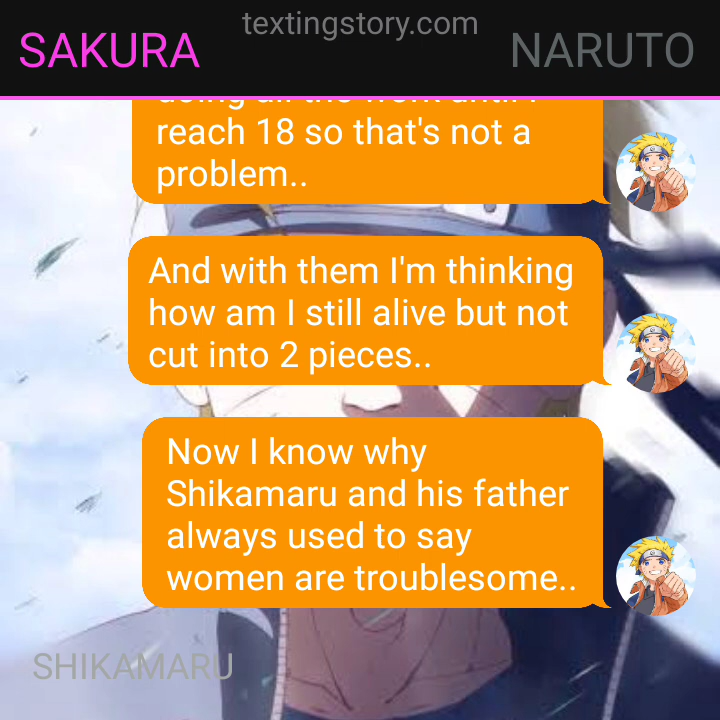 textingstory.com
SAKURA
NARUTO
reach 18 so that's not a
problem..
And with them I'm thinking
how am I still alive but not
cut into 2 pieces..
Now I know why
Shikamaru and his father
always used to say
women are troublesome..
SHIKAMARU